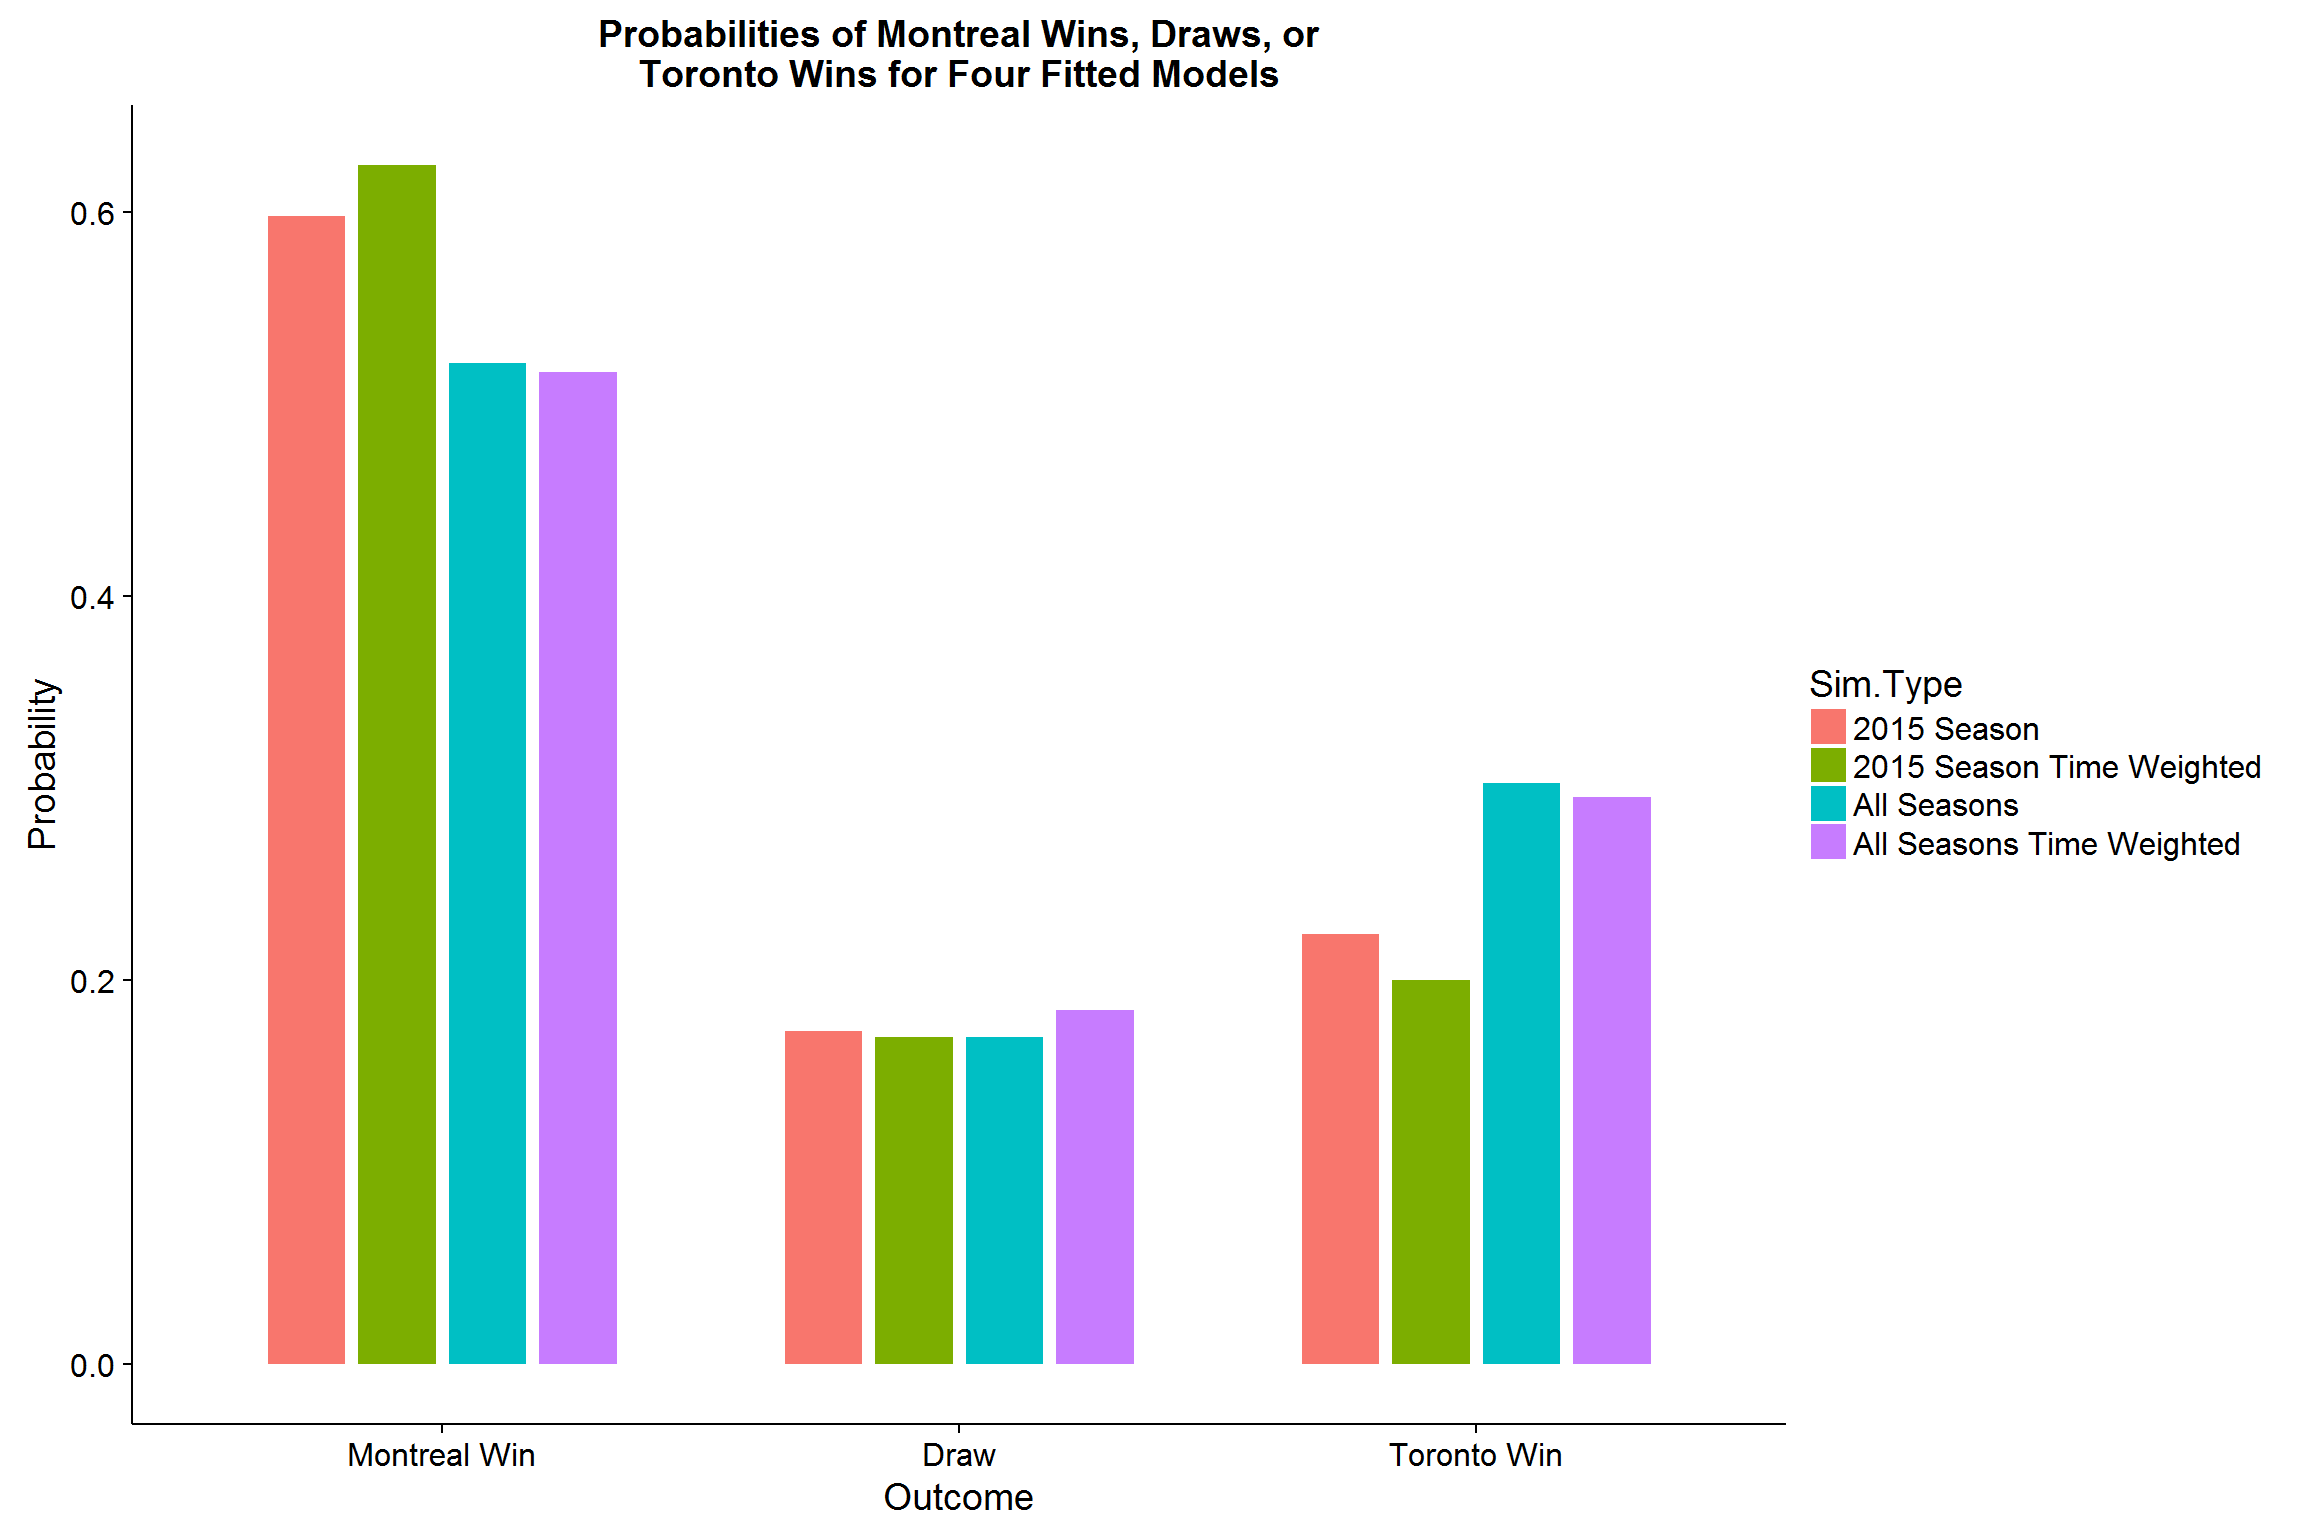 Probabilities of Montreal Wins, Draws, or
Toronto Wins for Four Fitted Models
0.6
0.4
0.2
0.0
Probability
Montreal Win
Draw
Toronto Win
Outcome
Sim.Type
2015 Season
2015 Season Time Weighted
All Seasons
All Seasons Time Weighted